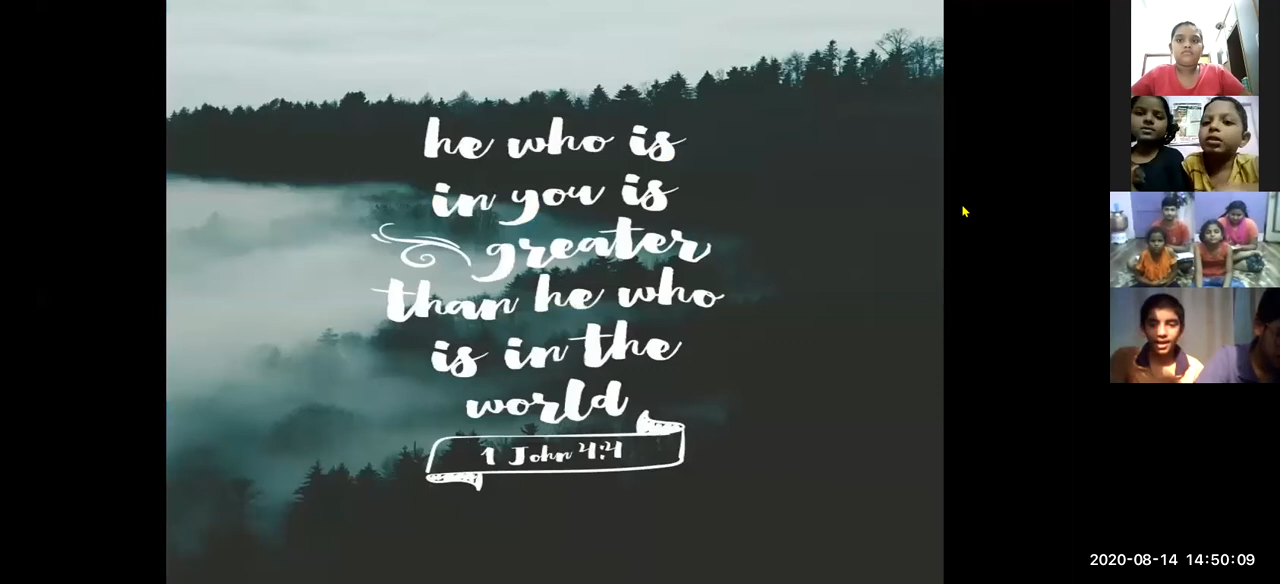 he who is
in you is
greater
than he who
is in the
world
1 John 4:4
2020-08-14 14:50:09